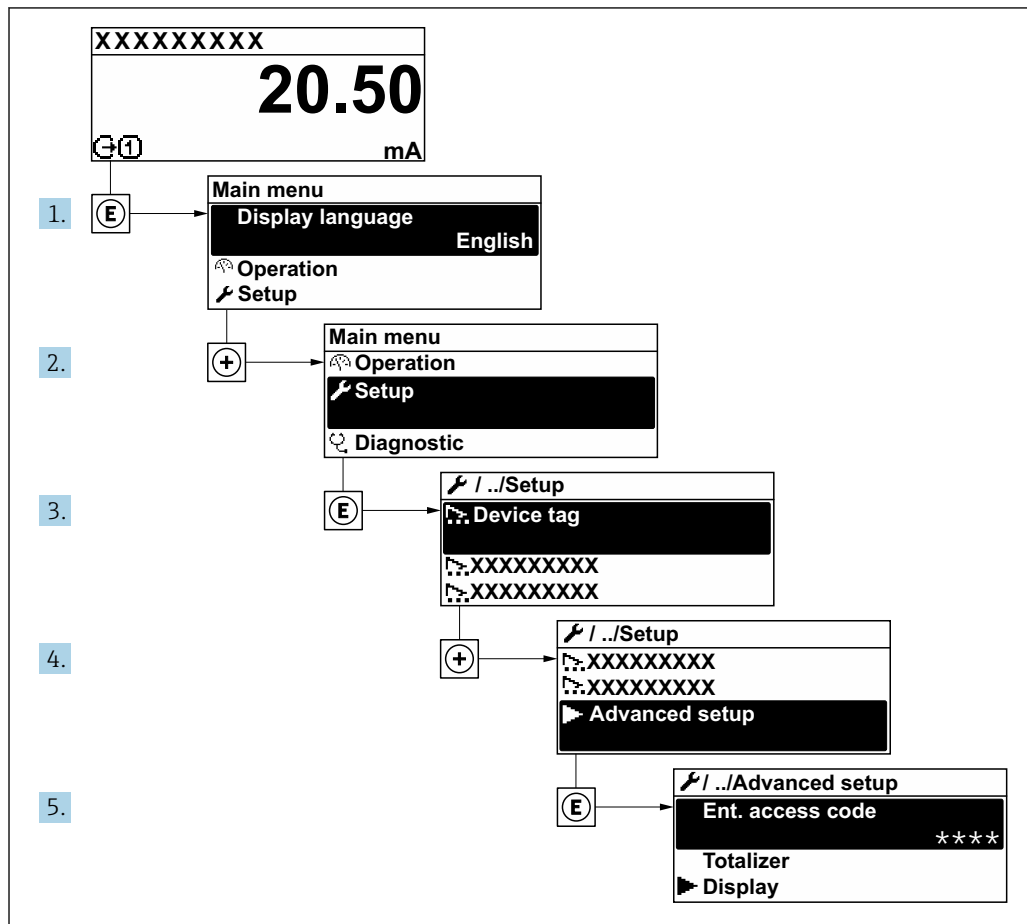 XXXXXXXXX
20.50
1 mA
1. E
Main menu
Display language
English
Operation
Setup
2. +
Main menu
Operation
Setup
Diagnostic
3. E
/ ../Setup
Device tag
XXXXXXXXX
XXXXXXXXX
4. +
/ ../Setup
XXXXXXXXX
XXXXXXXXX
Advanced setup
5. E
/ ../Advanced setup
Ent. access code
****
Totalizer
Display